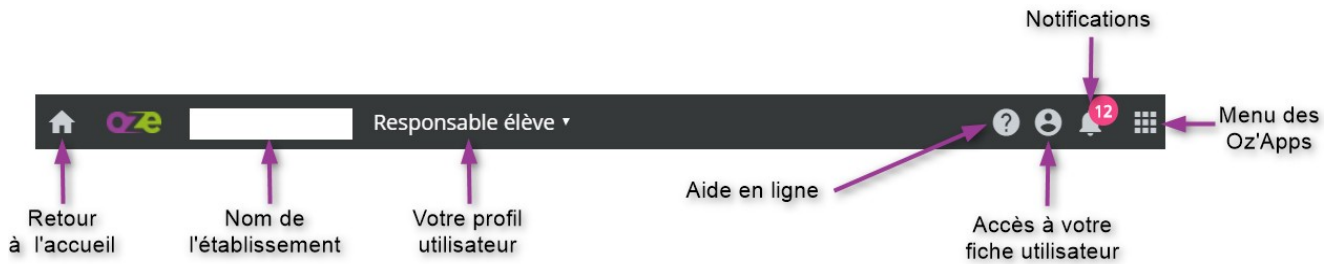 Notifications
oze
Responsable élève
12
Menu des
Oz'Apps
Aide en ligne
Retour
à l'accueil
Nom de
l'établissement
Votre profil
utilisateur
Accès à votre
fiche utilisateur